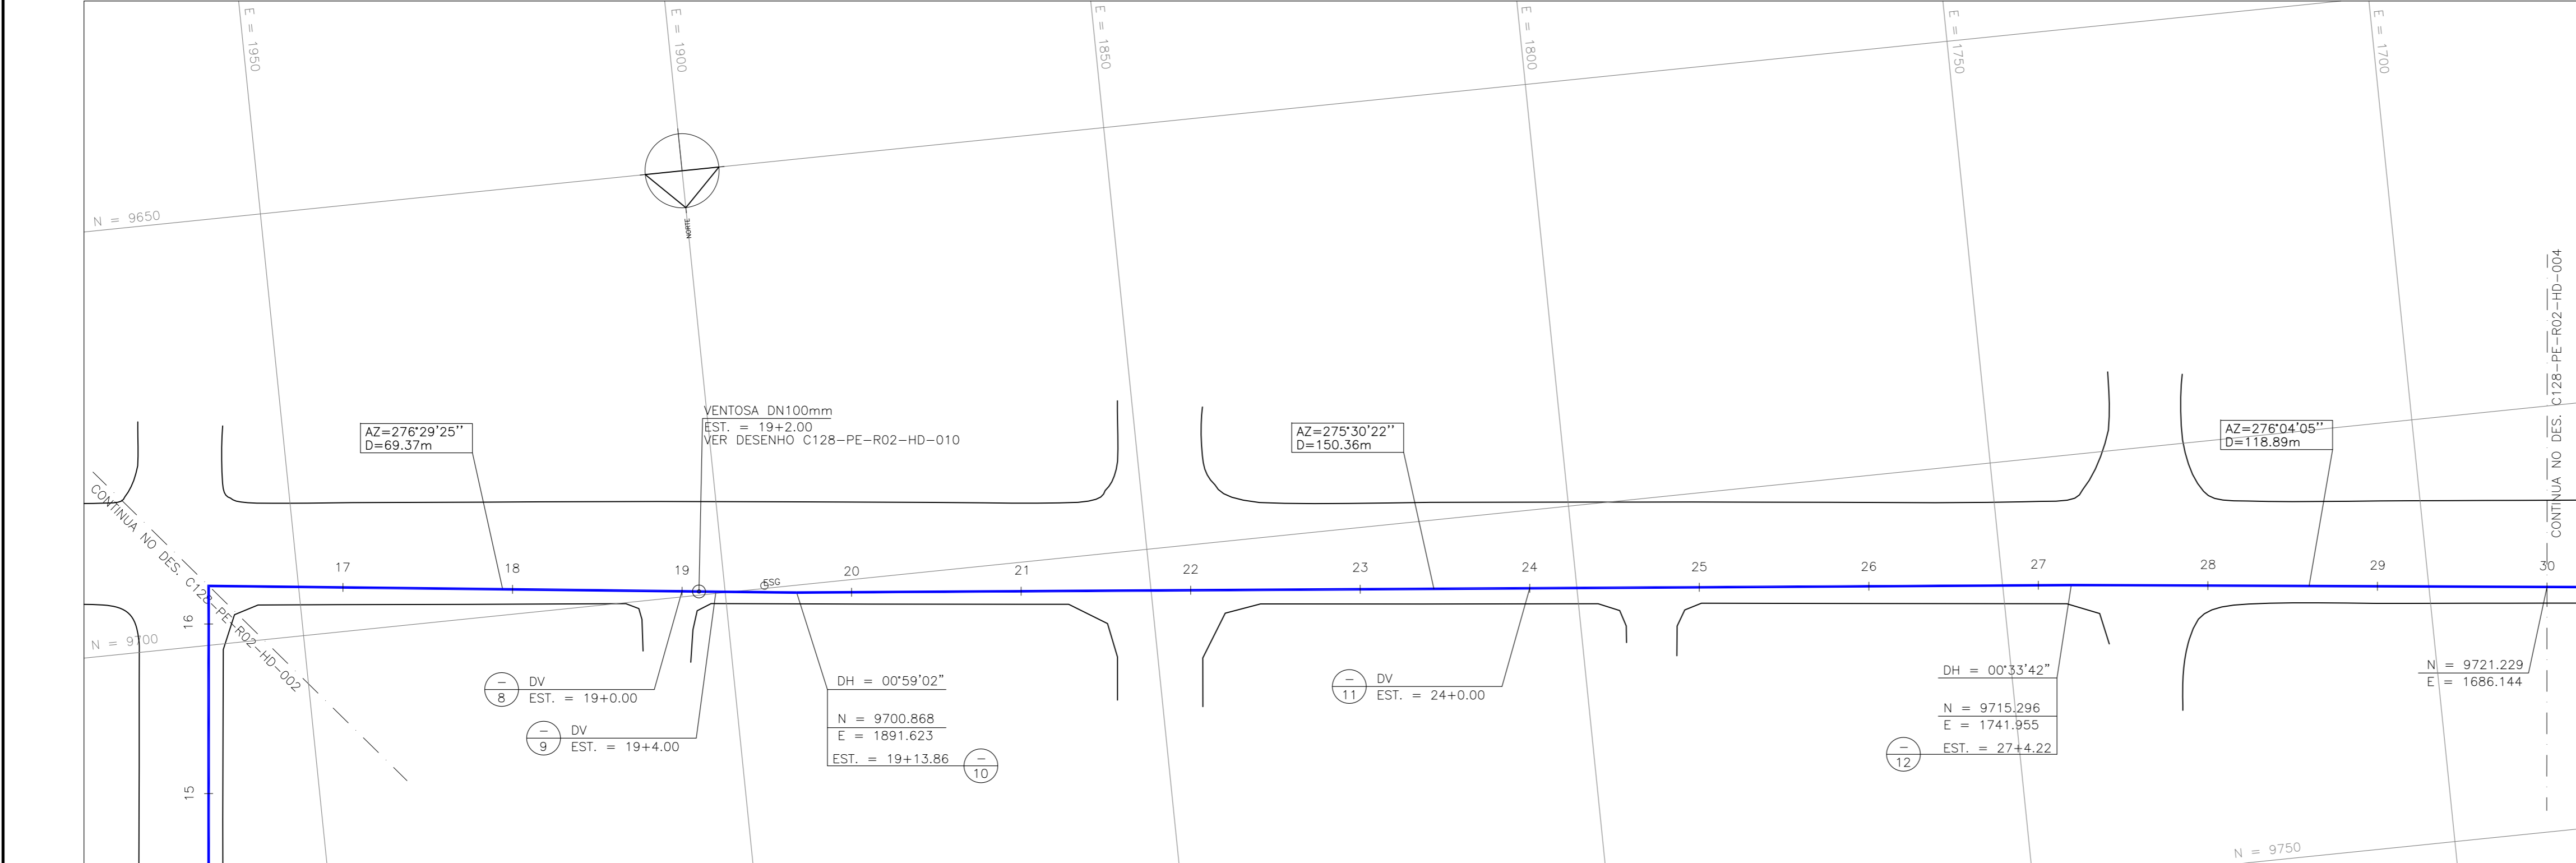 E = 1950
E = 1900
E = 1850
E = 1800
E = 1750
E = 1700
N = 9650
NORTE
CONTINUA NO DES. C128-PE-R02-HD-004
VENTOSA DN100mm
EST. = 19+2.00
VER DESENHO C128-PE-R02-HD-010
AZ=276°29'25''
D=69.37m
AZ=275°30'22''
D=150.36m
AZ=276°04'05''
D=118.89m
CONTINUA NO DES. C128-PE-R02-HD-002
17
18
19
ESG
20
21
22
23
24
25
26
27
28
29
30
16
15
N = 9700
8
DV
EST. = 19+0.00
9
DV
EST. = 19+4.00
DH = 00°59'02"
N = 9700.868
E = 1891.623
EST. = 19+13.86
10
11
DV
EST. = 24+0.00
DH = 00°33'42"
N = 9715.296
E = 1741.955
EST. = 27+4.22
12
N = 9721.229
E = 1686.144
N = 9750